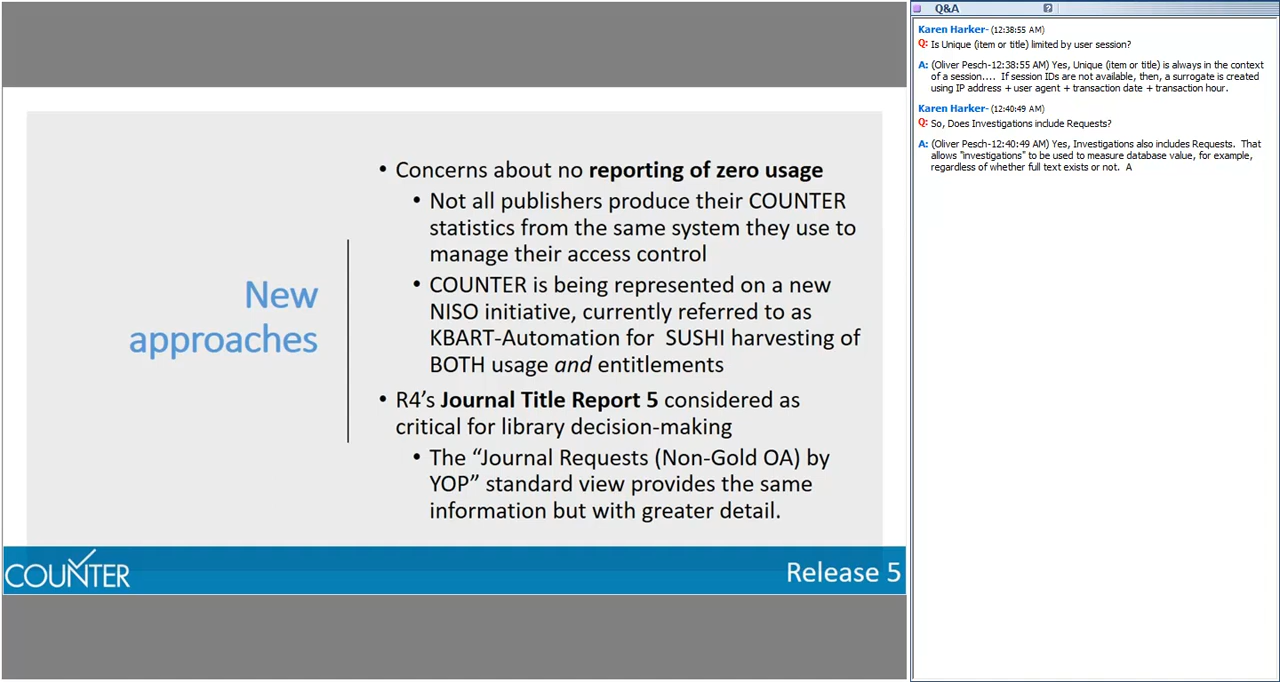 New
approaches
• Concerns about no reporting of zero usage
• Not all publishers produce their COUNTER
statistics from the same system they use to
manage their access control
• COUNTER is being represented on a new
NISO initiative, currently referred to as
KBART-Automation for SUSHI harvesting of
BOTH usage and entitlements
• R4’s Journal Title Report 5 considered as
critical for library decision-making
• The “Journal Requests (Non-Gold OA) by
YOP” standard view provides the same
information but with greater detail.
COUNTER
Release 5
Q&A
?
Karen Harker- (12:38:55 AM)
Q: Is Unique (item or title) limited by user session?
A: (Oliver Pesch-12:38:55 AM) Yes, Unique (item or title) is always in the context
of a session.... If session IDs are not available, then, a surrogate is created
using IP address + user agent + transaction date + transaction hour.
Karen Harker- (12:40:49 AM)
Q: So, Does Investigations include Requests?
A: (Oliver Pesch-12:40:49 AM) Yes, Investigations also includes Requests. That
allows "investigations" to be used to measure database value, for example,
regardless of whether full text exists or not. A